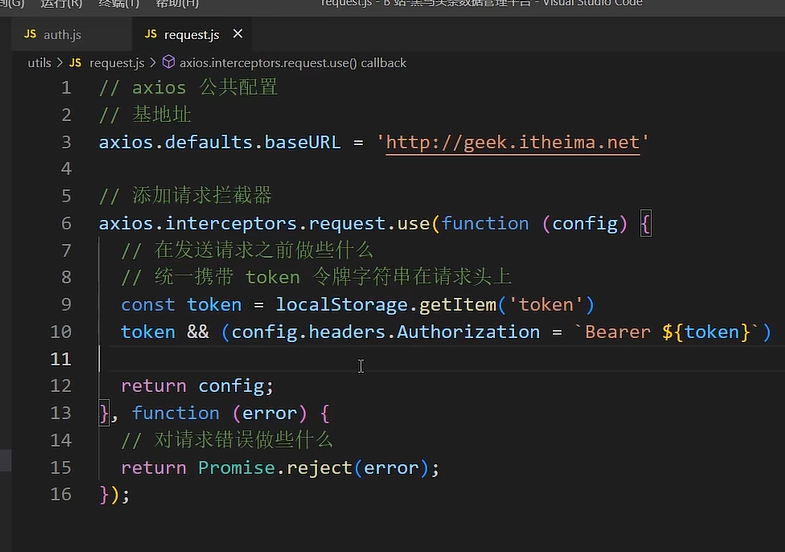 运行(R) 终端(T) 帮助(H) request.js - B 站-黑马头条数据管理平台 - Visual Studio Code
JS auth.js JS request.js ×
utils > JS request.js > axios.interceptors.request.use() callback
1 // axios 公共配置
2 // 基地址
3 axios.defaults.baseURL = 'http://geek.itheima.net'
4
5 // 添加请求拦截器
6 axios.interceptors.request.use(function (config) {
7 // 在发送请求之前做些什么
8 // 统一携带 token 令牌字符串在请求头上
9 const token = localStorage.getItem('token')
10 token && (config.headers.Authorization = `Bearer ${token}`)
11
12 return config;
13 }, function (error) {
14 // 对请求错误做些什么
15 return Promise.reject(error);
16 });